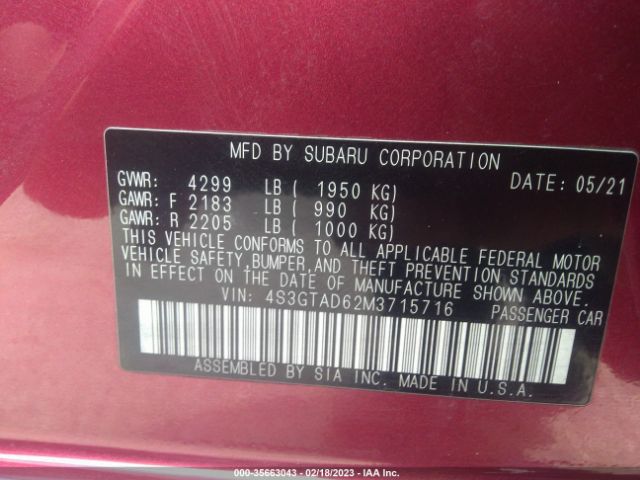 MFD BY SUBARU CORPORATION
GVWR: 4299 LB ( 1950 KG) DATE: 05/21
GAWR: F 2183 LB ( 990 KG)
GAWR: R 2205 LB ( 1000 KG)
THIS VEHICLE CONFORMS TO ALL APPLICABLE FEDERAL MOTOR
VEHICLE SAFETY, BUMPER, AND THEFT PREVENTION STANDARDS
IN EFFECT ON THE DATE OF MANUFACTURE SHOWN ABOVE.
VIN: 4S3GTAD62M3715716 PASSENGER CAR
ASSEMBLED BY SIA INC. MADE IN U.S.A.
000-35663043 - 02/18/2023 - IAA Inc.